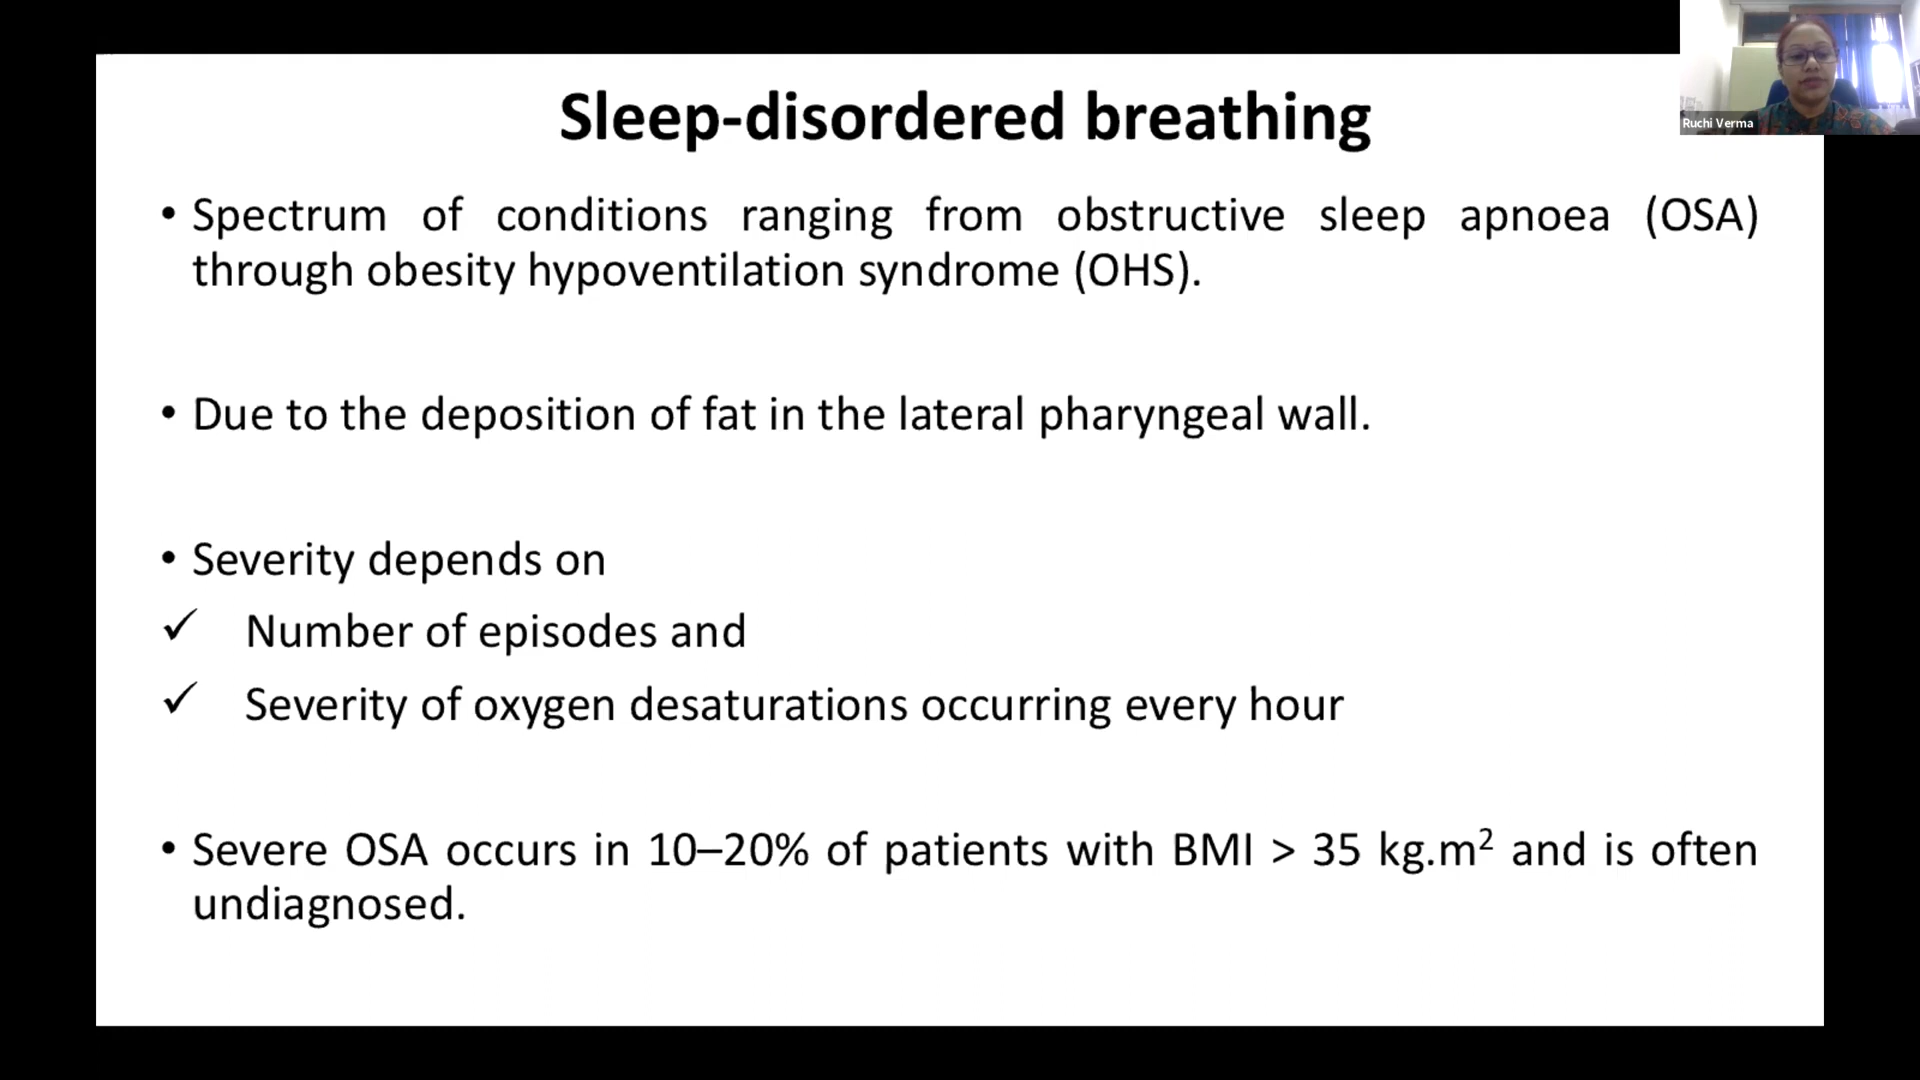 Sleep-disordered breathing
Ruchi Verma
• Spectrum of conditions ranging from obstructive sleep apnoea (OSA)
through obesity hypoventilation syndrome (OHS).
• Due to the deposition of fat in the lateral pharyngeal wall.
• Severity depends on
✓ Number of episodes and
✓ Severity of oxygen desaturations occurring every hour
• Severe OSA occurs in 10–20% of patients with BMI > 35 kg.m² and is often
undiagnosed.